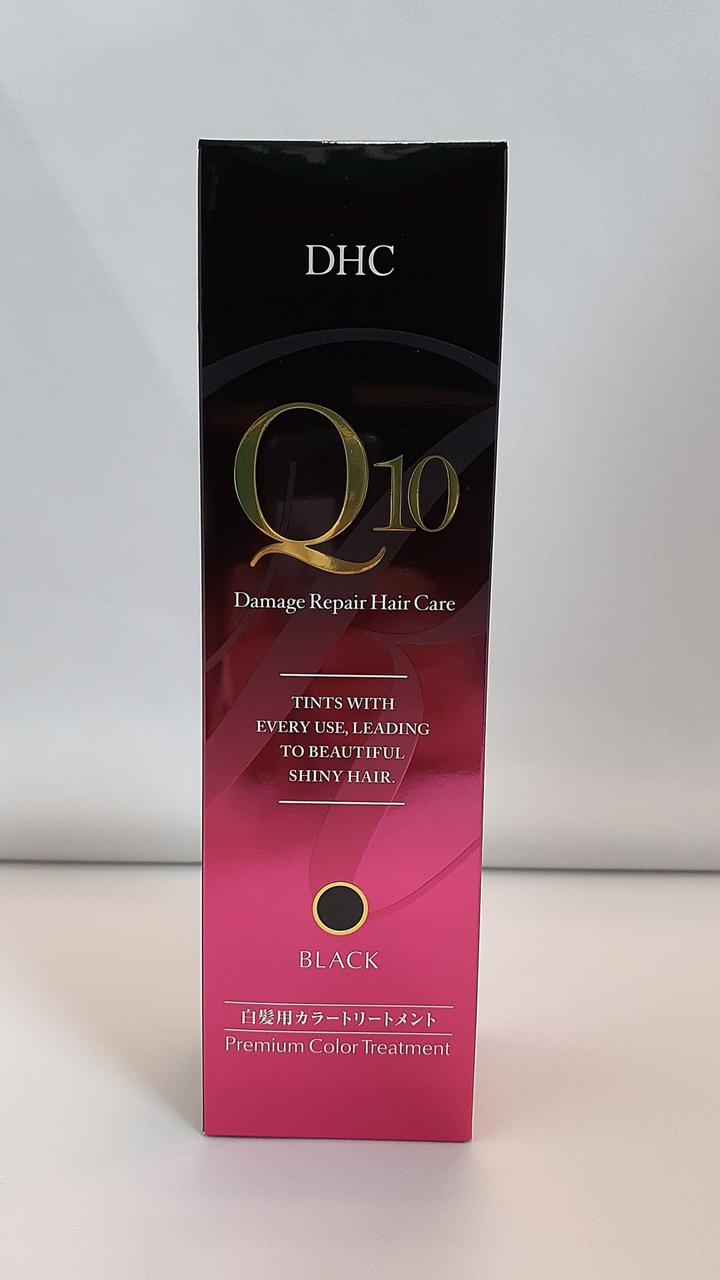 DHC
Q10
Damage Repair Hair Care
TINTS WITH
EVERY USE, LEADING
TO BEAUTIFUL
SHINY HAIR.
BLACK
白髪用カラートリートメント
Premium Color Treatment